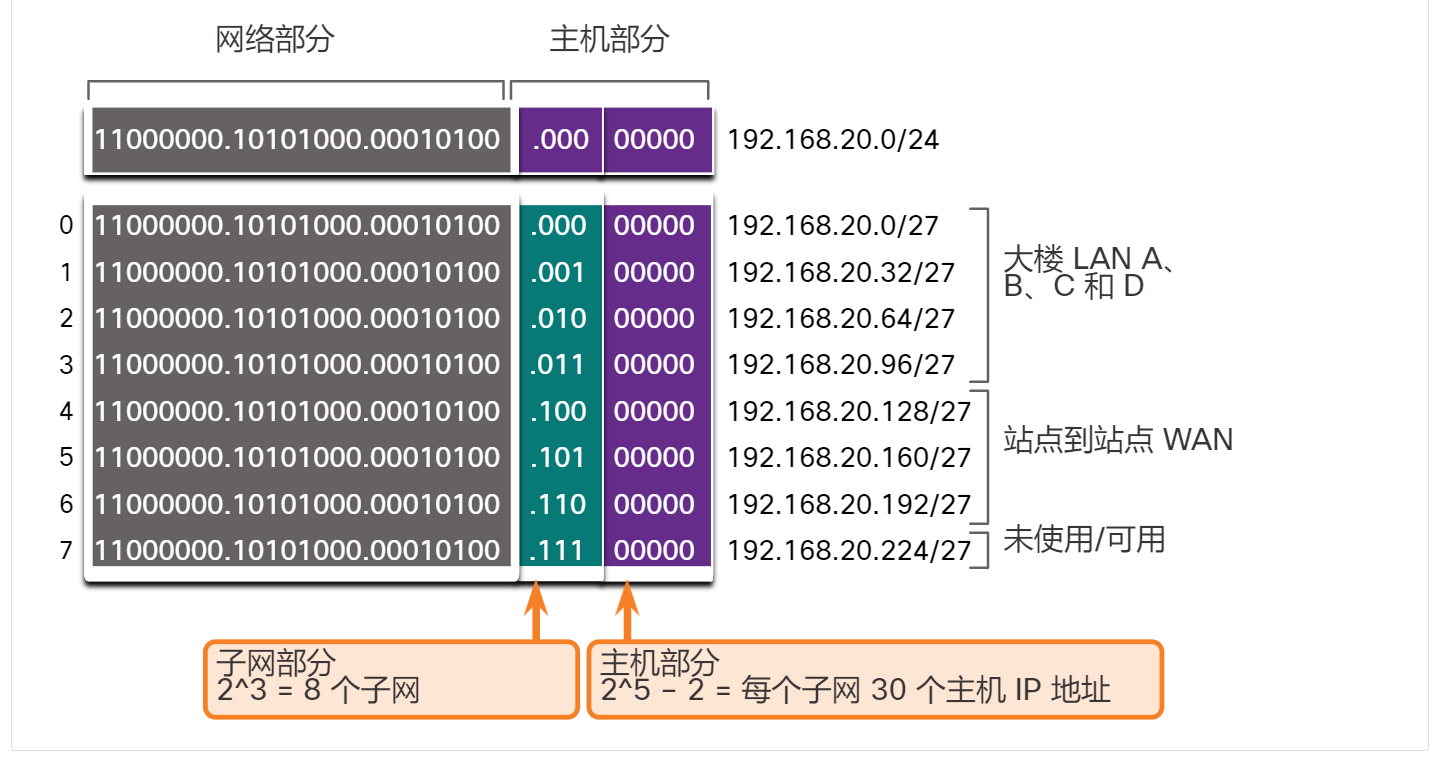 网络部分 主机部分
11000000.10101000.00010100 .000 00000 192.168.20.0/24
0 11000000.10101000.00010100 .000 00000 192.168.20.0/27
1 11000000.10101000.00010100 .001 00000 192.168.20.32/27
2 11000000.10101000.00010100 .010 00000 192.168.20.64/27
3 11000000.10101000.00010100 .011 00000 192.168.20.96/27
大楼 LAN A、
B、C 和 D
4 11000000.10101000.00010100 .100 00000 192.168.20.128/27
5 11000000.10101000.00010100 .101 00000 192.168.20.160/27
6 11000000.10101000.00010100 .110 00000 192.168.20.192/27
站点到站点 WAN
7 11000000.10101000.00010100 .111 00000 192.168.20.224/27
未使用/可用
子网部分
2^3 = 8 个子网
主机部分
2^5 – 2 = 每个子网 30 个主机 IP 地址